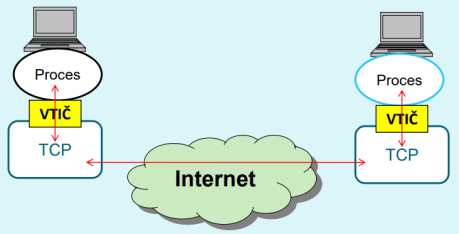 Proces
Proces
VTIČ
VTIČ
TCP
TCP
Internet